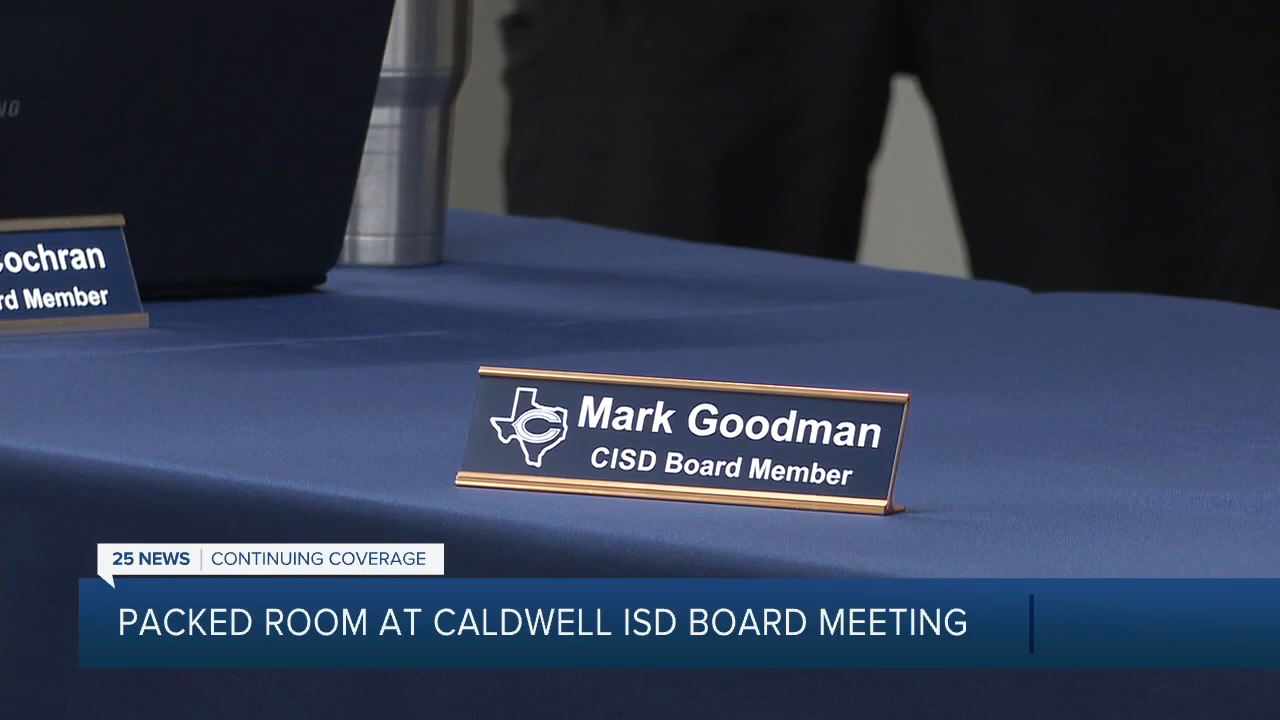 Cochran
Board Member
Mark Goodman
CISD Board Member
25 NEWS | CONTINUING COVERAGE
PACKED ROOM AT CALDWELL ISD BOARD MEETING